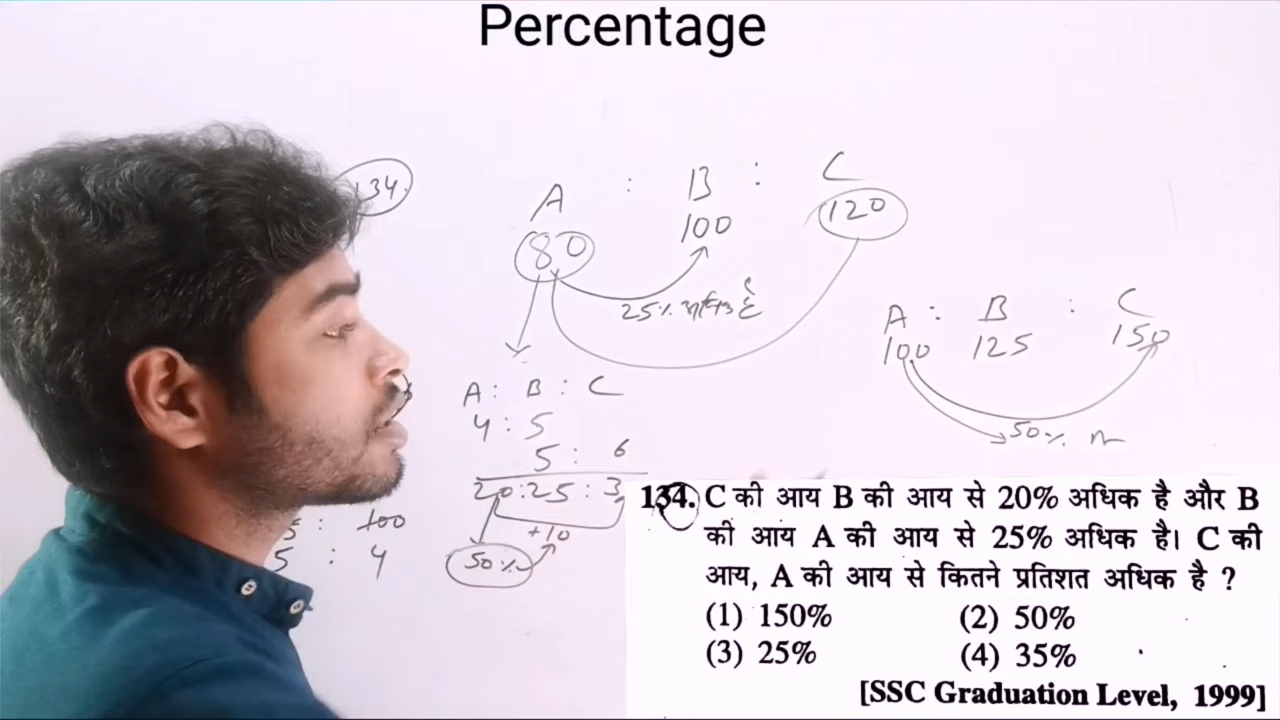 Percentage
134.
A : B : C
80 100 120
25% अधिक है
A : B : C
100 125 150
50%
A : B : C
4 : 5
5 : 6
20 : 25 : 3
+10
50%
5 : 100
5 : 4
134. C की आय B की आय से 20% अधिक है और B
की आय A की आय से 25% अधिक है। C की
आय, A की आय से कितने प्रतिशत अधिक है ?
(1) 150% (2) 50%
(3) 25% (4) 35%
[SSC Graduation Level, 1999]